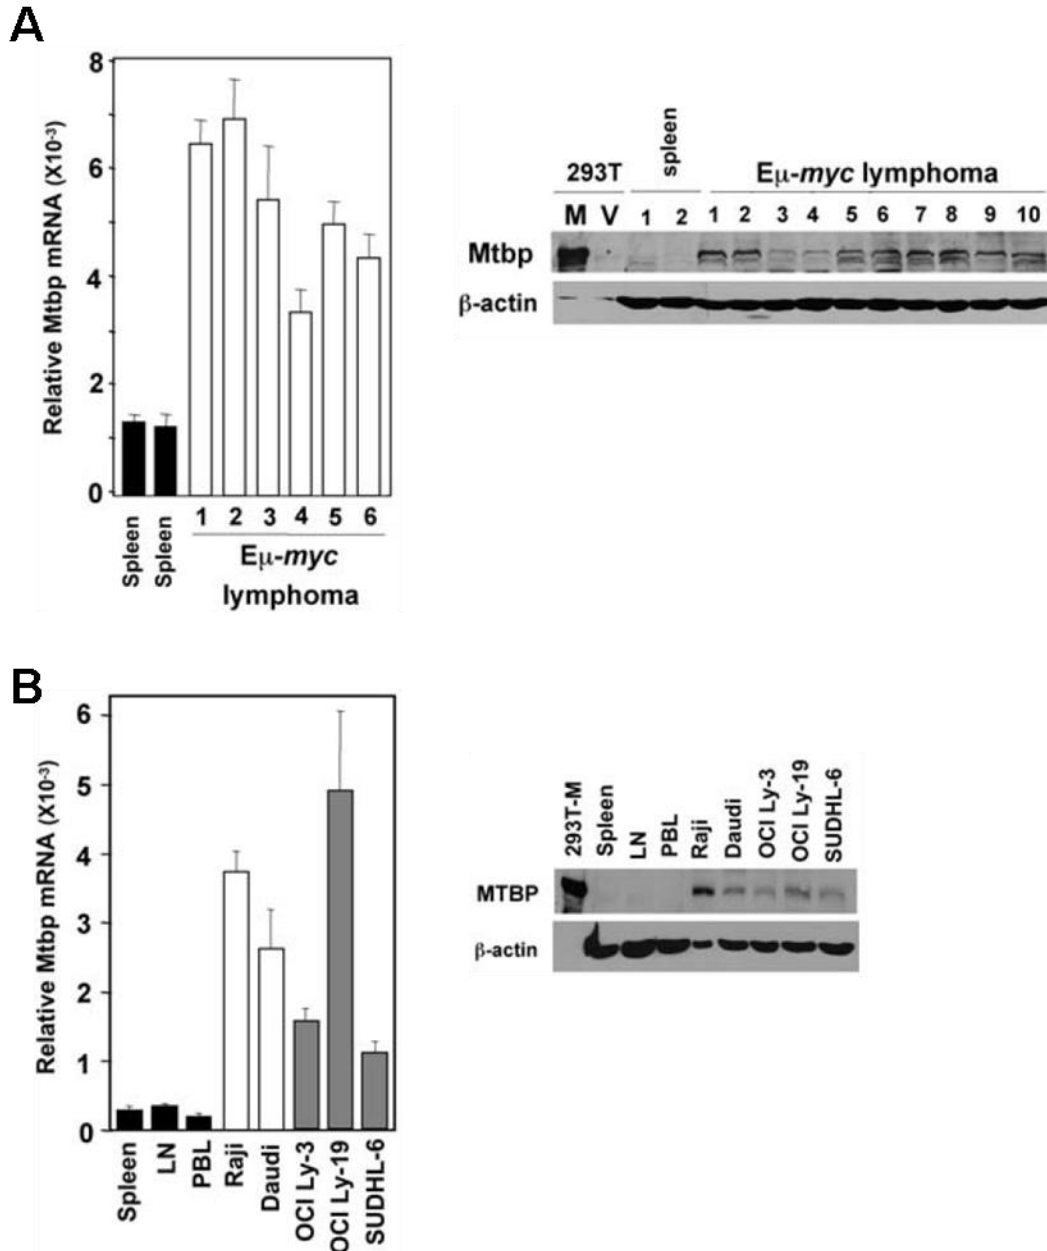 A
Relative Mtbp mRNA (X10⁻³)
8
6
4
2
0
Spleen
Spleen
1 2 3 4 5 6
Eμ-myc
lymphoma
293T
spleen
Eμ-myc lymphoma
M V 1 2 1 2 3 4 5 6 7 8 9 10
Mtbp
β-actin
B
Relative Mtbp mRNA (X10⁻³)
6
5
4
3
2
1
0
Spleen
LN
PBL
Raji
Daudi
OCI Ly-3
OCI Ly-19
SUDHL-6
293T-M
Spleen
LN
PBL
Raji
Daudi
OCI Ly-3
OCI Ly-19
SUDHL-6
MTBP
β-actin